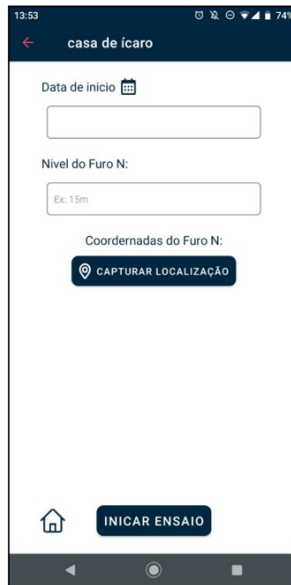 13:53 74%
casa de ícaro
Data de inicio
Nivel do Furo N:
Ex: 15m
Coordernadas do Furo N:
CAPTURAR LOCALIZAÇÃO
INICAR ENSAIO